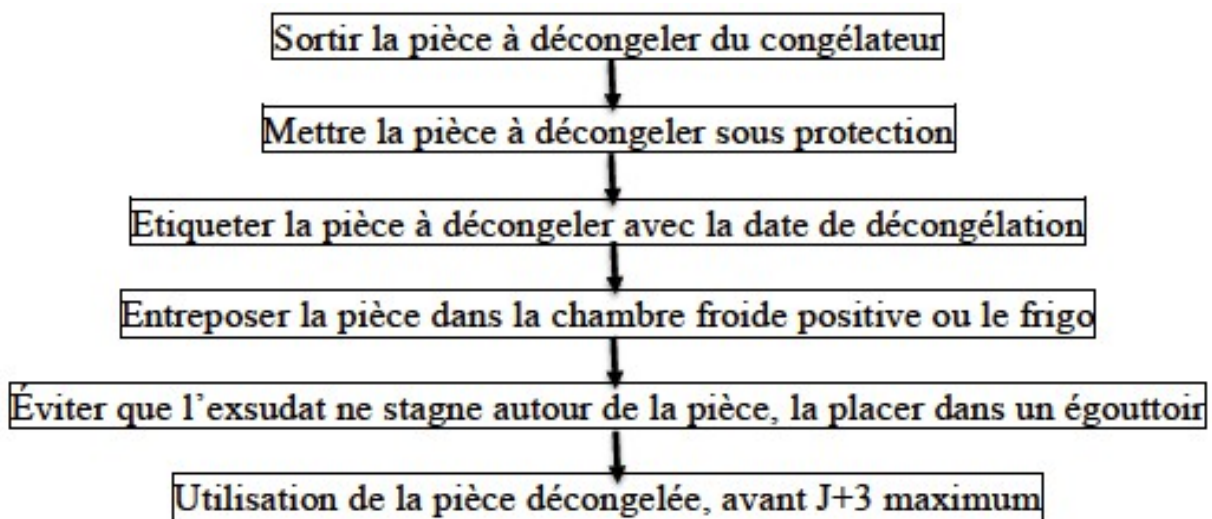 Sortir la pièce à décongeler du congélateur
Mettre la pièce à décongeler sous protection
Etiqueter la pièce à décongeler avec la date de décongélation
Entreposer la pièce dans la chambre froide positive ou le frigo
Éviter que l’exsudat ne stagne autour de la pièce, la placer dans un égouttoir
Utilisation de la pièce décongelée, avant J+3 maximum